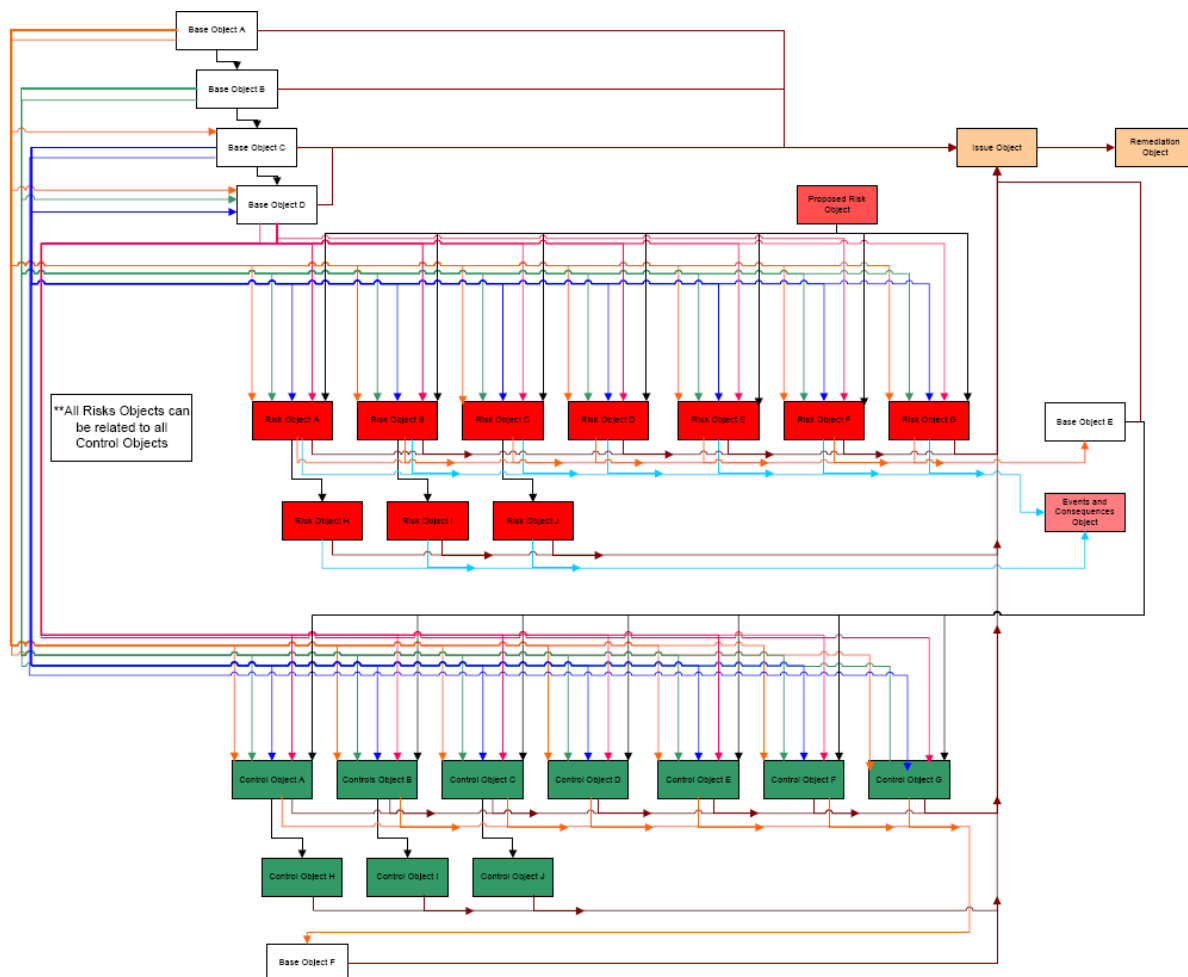 Base Object A
Base Object B
Base Object C
Issue Object
Remediation
Object
Base Object D
Proposed Risk
Object
**All Risks Objects can
be related to all
Control Objects
Risk Object A
Risk Object B
Risk Object C
Risk Object D
Risk Object E
Risk Object F
Risk Object G
Base Object E
Risk Object H
Risk Object I
Risk Object J
Events and
Consequences
Object
Control Object A
Controls Object B
Control Object C
Control Object D
Control Object E
Control Object F
Control Object G
Control Object H
Control Object I
Control Object J
Base Object F